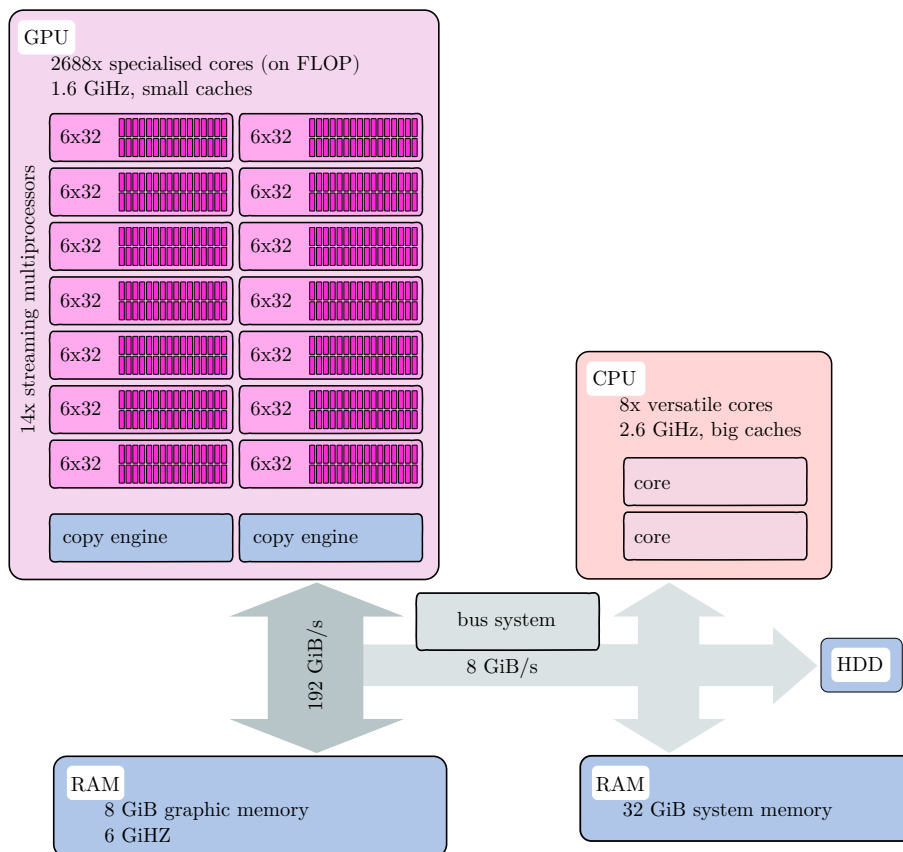 GPU
2688x specialised cores (on FLOP)
1.6 GiHz, small caches
14x streaming multiprocessors
6x32 6x32
6x32 6x32
6x32 6x32
6x32 6x32
6x32 6x32
6x32 6x32
6x32 6x32
copy engine copy engine
CPU
8x versatile cores
2.6 GiHz, big caches
core
core
192 GiB/s
bus system
8 GiB/s
HDD
RAM
8 GiB graphic memory
6 GiHZ
RAM
32 GiB system memory